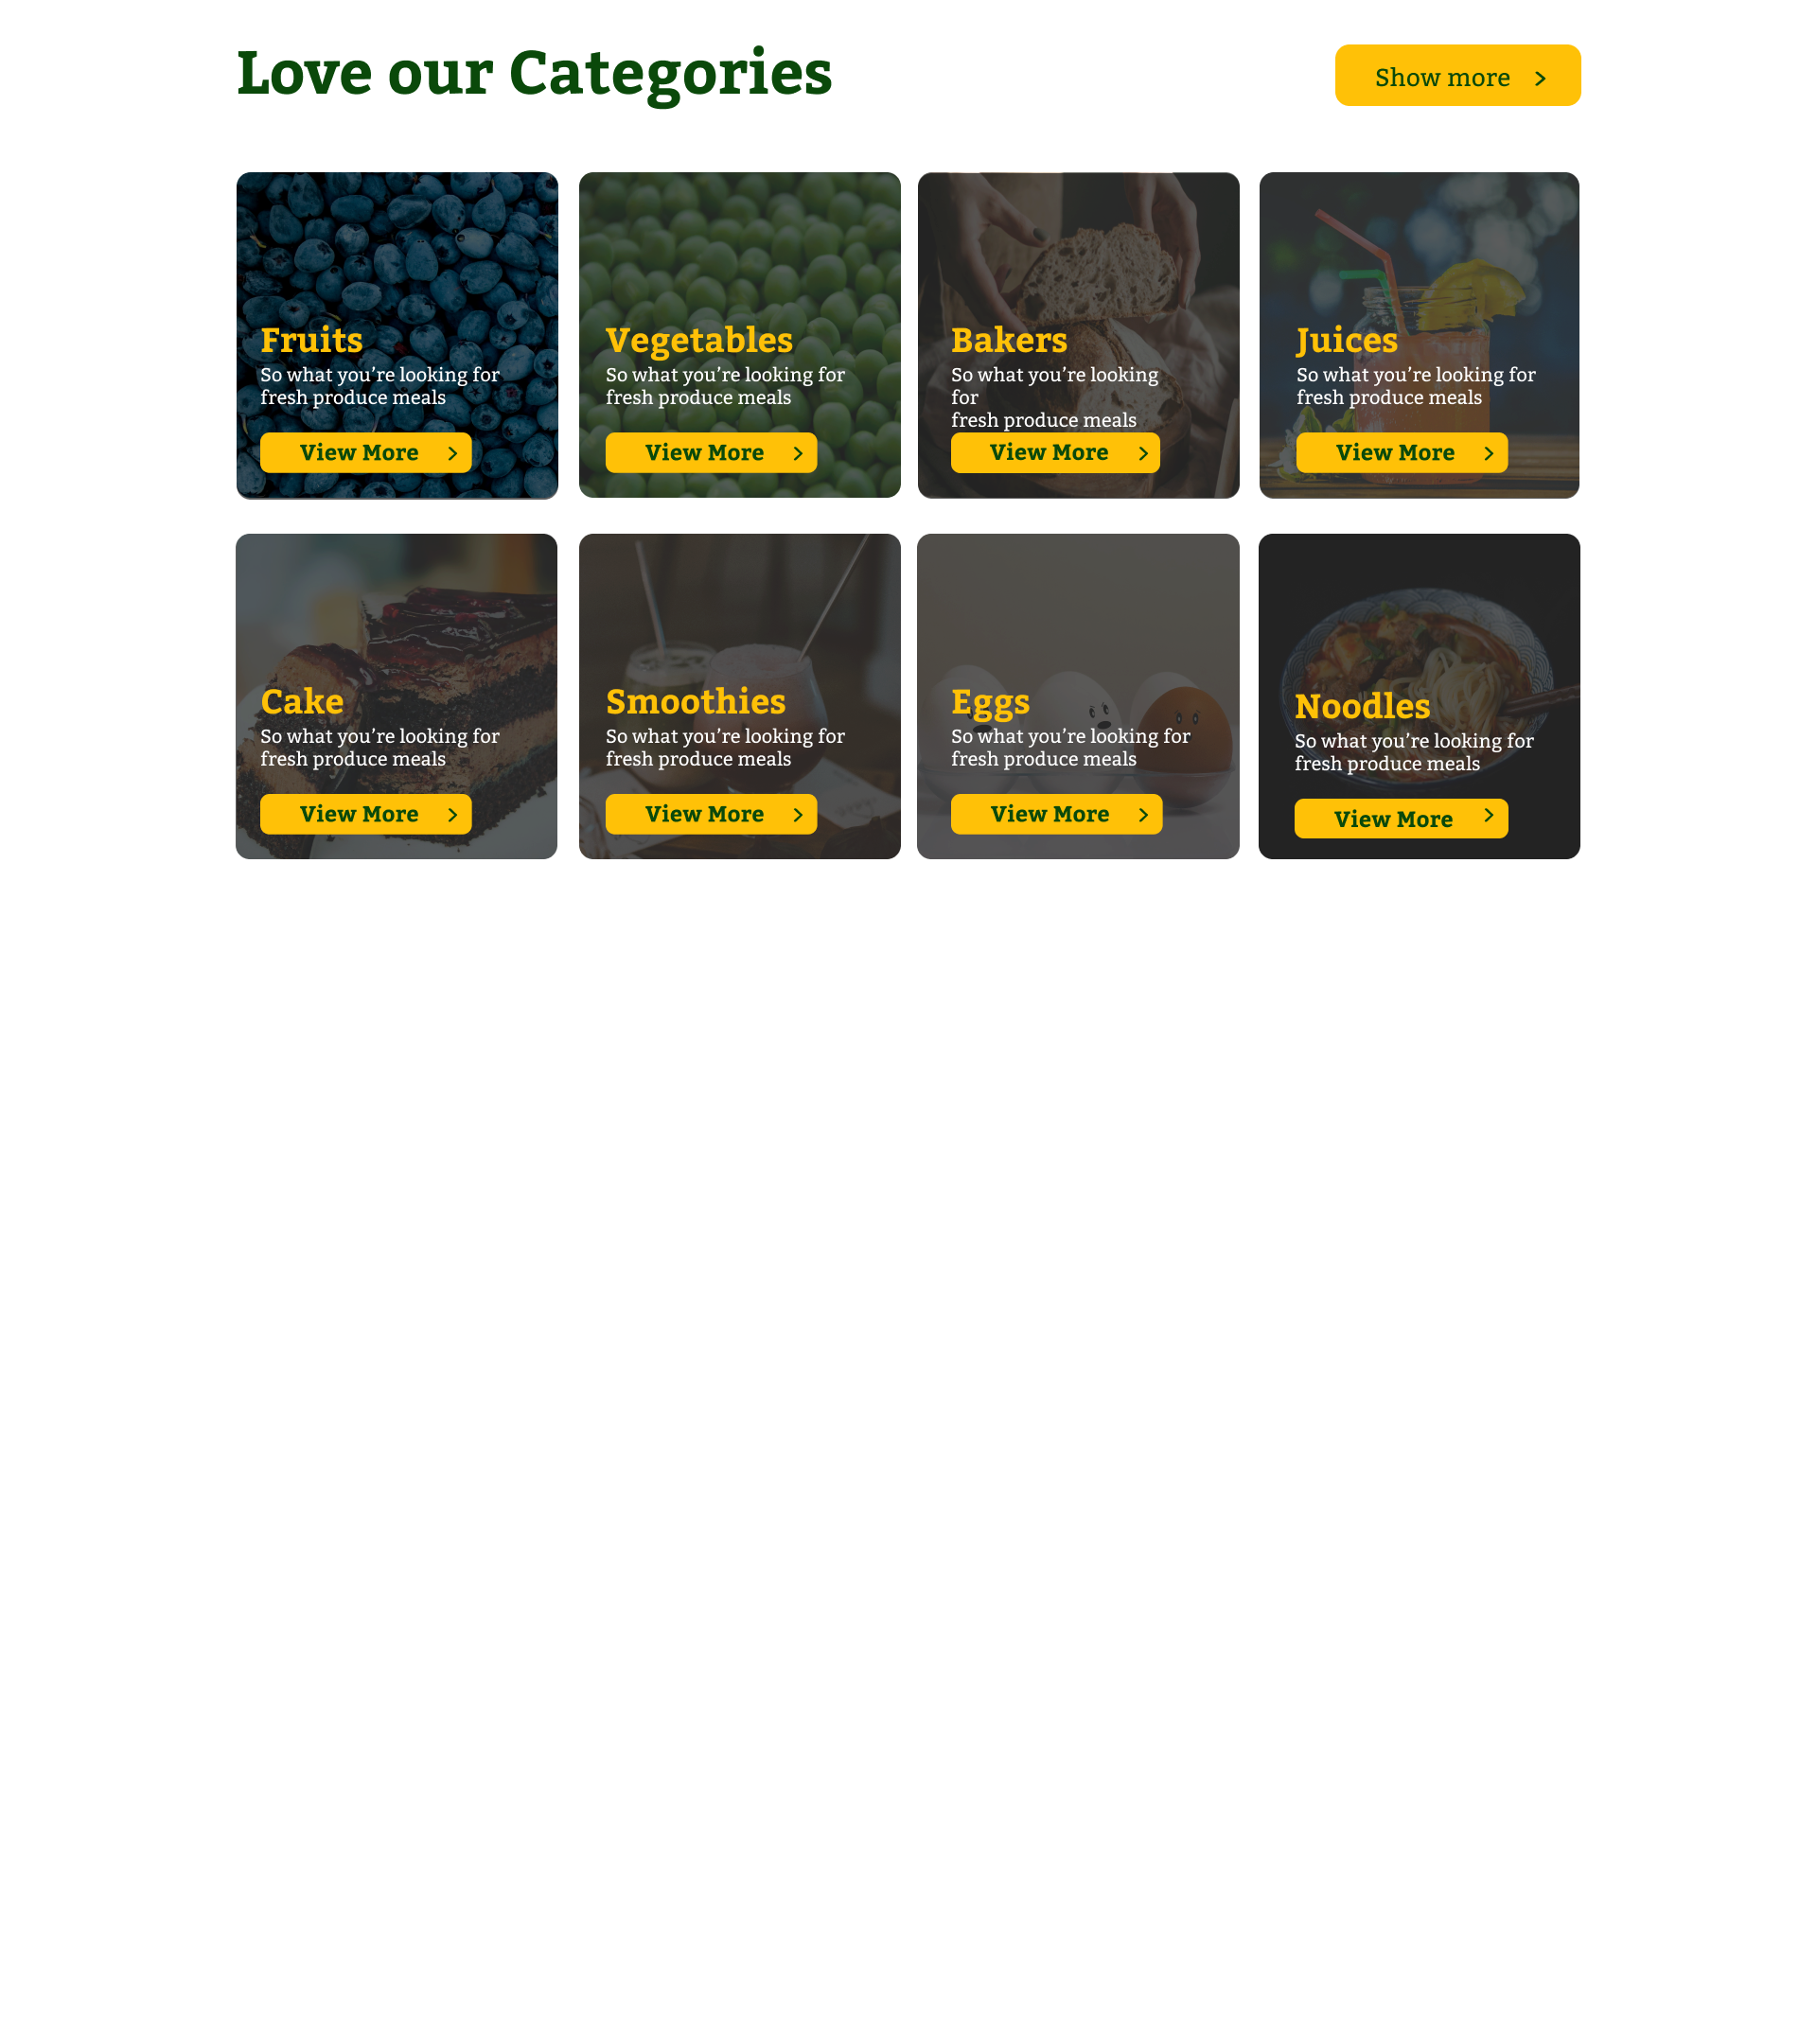 Love our Categories
Show more
Fruits
So what you’re looking for
fresh produce meals
View More
Vegetables
So what you’re looking for
fresh produce meals
View More
Bakers
So what you’re looking
for
fresh produce meals
View More
Juices
So what you’re looking for
fresh produce meals
View More
Cake
So what you’re looking for
fresh produce meals
View More
Smoothies
So what you’re looking for
fresh produce meals
View More
Eggs
So what you’re looking for
fresh produce meals
View More
Noodles
So what you’re looking for
fresh produce meals
View More